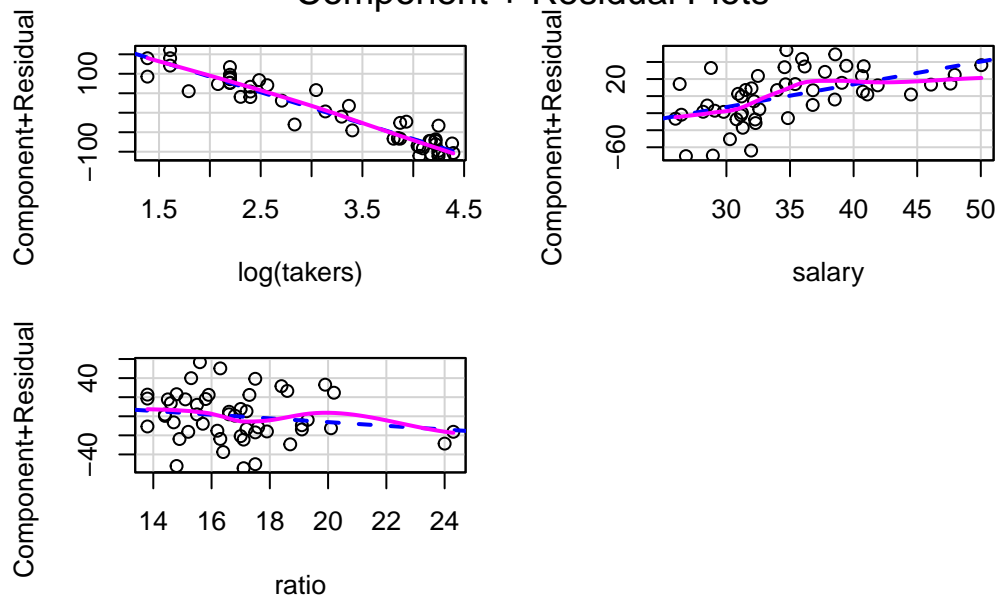 Component + Residual Plots
Component+Residual
100
-100
1.5 2.5 3.5 4.5
log(takers)
Component+Residual
20
-60
30 35 40 45 50
salary
Component+Residual
40
-40
14 16 18 20 22 24
ratio